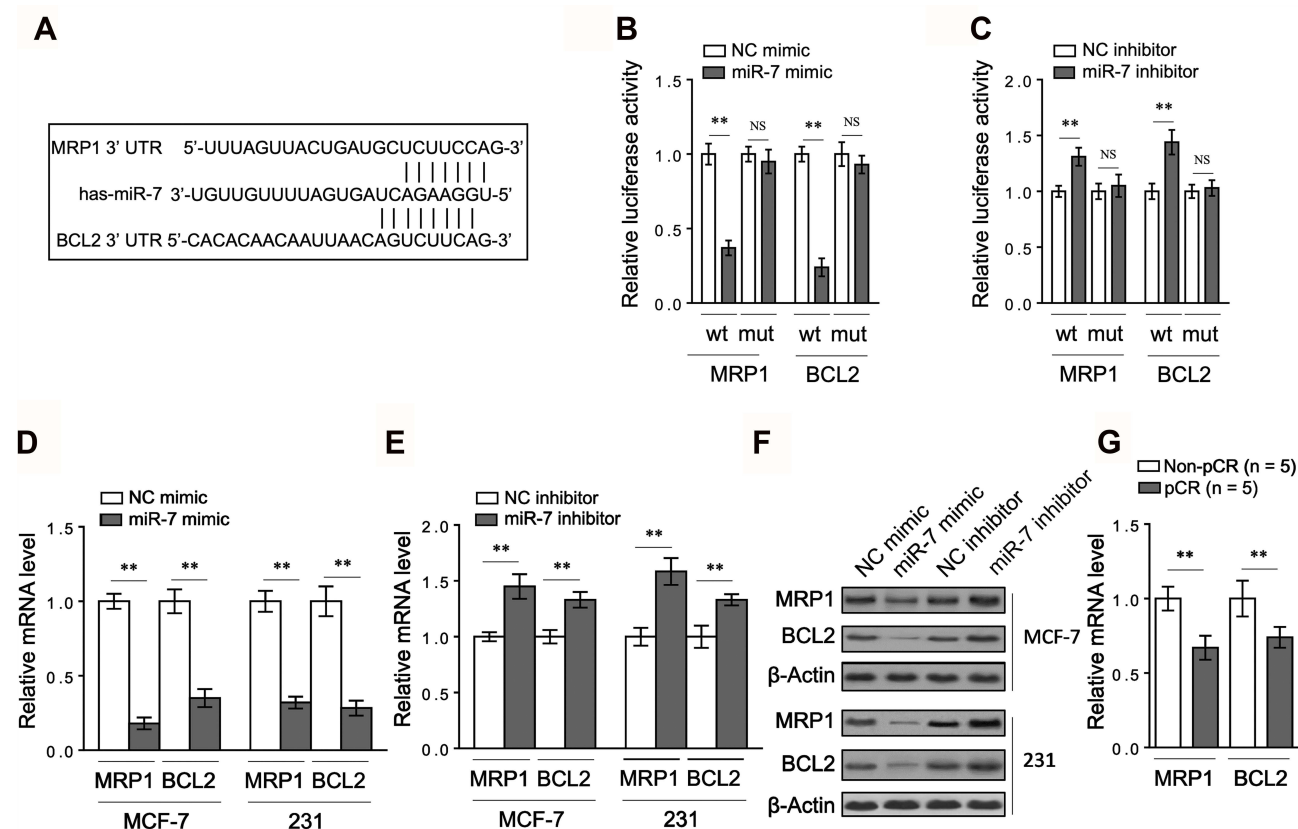 A
MRP1 3’ UTR 5’-UUUAGUUACUGAUGCUCUUCCAG-3’
has-miR-7 3’-UGUUGUUUUAGUGAUCAGAAGGU-5’
BCL2 3’ UTR 5’-CACACAACAAUUAACAGUCUUCAG-3’
B
NC mimic
miR-7 mimic
Relative luciferase activity
1.5
1.0
0.5
0.0
** NS ** NS
wt mut wt mut
MRP1 BCL2
C
NC inhibitor
miR-7 inhibitor
Relative luciferase activity
2.0
1.5
1.0
0.5
0.0
** NS ** NS
wt mut wt mut
MRP1 BCL2
D
NC mimic
miR-7 mimic
Relative mRNA level
1.5
1.0
0.5
0.0
** ** ** **
MRP1 BCL2 MRP1 BCL2
MCF-7 231
E
NC inhibitor
miR-7 inhibitor
Relative mRNA level
2.0
1.5
1.0
0.5
0.0
** ** ** **
MRP1 BCL2 MRP1 BCL2
MCF-7 231
F
NC mimic
miR-7 mimic
NC inhibitor
miR-7 inhibitor
MRP1
BCL2
β-Actin
MCF-7
MRP1
BCL2
β-Actin
231
G
Non-pCR (n = 5)
pCR (n = 5)
Relative mRNA level
1.5
1.0
0.5
0.0
** **
MRP1 BCL2